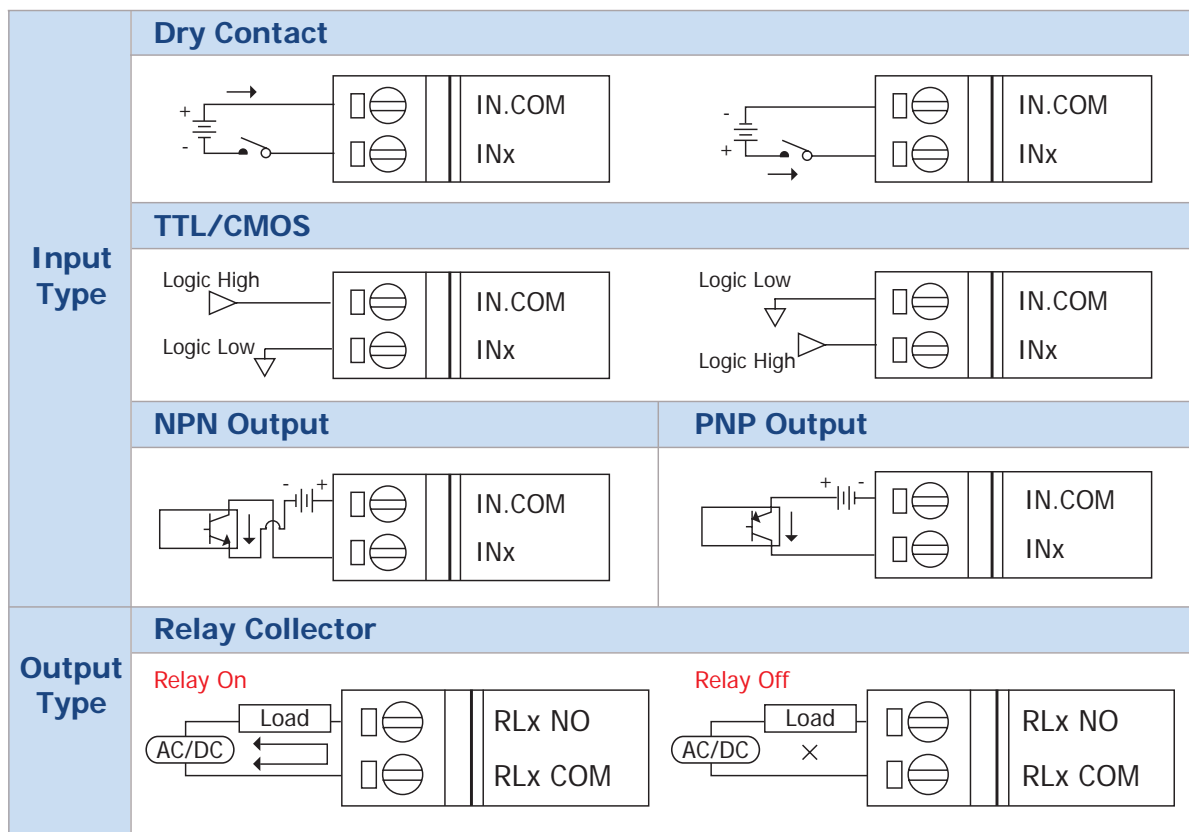 Dry Contact
+
-
IN.COM
INx
-
+
IN.COM
INx
Input
Type
TTL/CMOS
Logic High
Logic Low
IN.COM
INx
Logic Low
Logic High
IN.COM
INx
NPN Output
PNP Output
- +
IN.COM
INx
+ -
IN.COM
INx
Output
Type
Relay Collector
Relay On
Load
AC/DC
RLx NO
RLx COM
Relay Off
Load
AC/DC
RLx NO
RLx COM